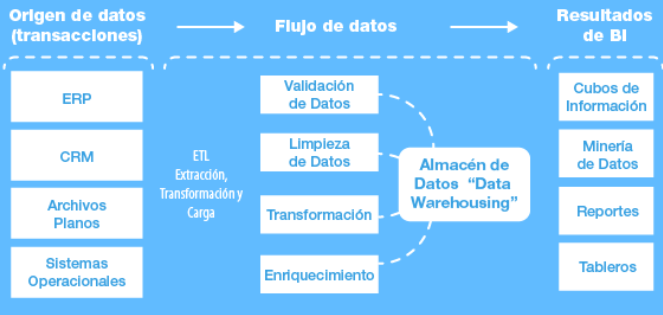 Origen de datos
(transacciones)
Flujo de datos
Resultados
de BI
ERP
CRM
Archivos
Planos
Sistemas
Operacionales
ETL
Extracción,
Transformación y
Carga
Validación
de Datos
Limpieza
de Datos
Transformación
Enriquecimiento
Almacén de
Datos “Data
Warehousing”
Cubos de
Información
Minería
de Datos
Reportes
Tableros